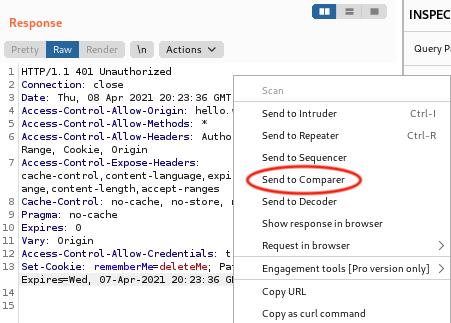 Response
INSPEC
Pretty Raw Render \n Actions
Query Pa
1 HTTP/1.1 401 Unauthorized
2 Connection: close
3 Date: Thu, 08 Apr 2021 20:23:36 GMT
4 Access-Control-Allow-Origin: hello.
5 Access-Control-Allow-Methods: *
6 Access-Control-Allow-Headers: Autho
Range, Cookie, Origin
7 Access-Control-Expose-Headers:
cache-control,content-language,expi
ange,content-length,accept-ranges
8 Cache-Control: no-cache, no-store,
9 Pragma: no-cache
10 Expires: 0
11 Vary: Origin
12 Access-Control-Allow-Credentials: t
13 Set-Cookie: rememberMe=deleteMe; Pa
Expires=Wed, 07-Apr-2021 20:23:36 G
14
15
Scan
Send to Intruder Ctrl-I
Send to Repeater Ctrl-R
Send to Sequencer
Send to Comparer
Send to Decoder
Show response in browser
Request in browser
Engagement tools [Pro version only]
Copy URL
Copy as curl command